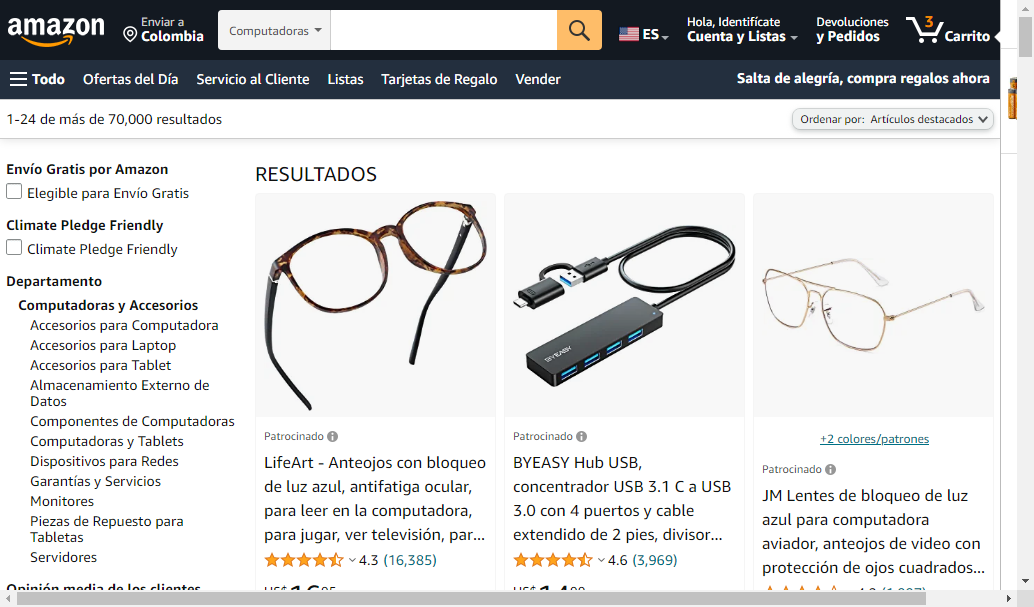 amazon
Enviar a
Colombia
Computadoras
ES
Hola, Identifícate
Cuenta y Listas
Devoluciones
y Pedidos
3
Carrito
Todo
Ofertas del Día
Servicio al Cliente
Listas
Tarjetas de Regalo
Vender
Salta de alegría, compra regalos ahora
1-24 de más de 70,000 resultados
Ordenar por: Artículos destacados
Envío Gratis por Amazon
Elegible para Envío Gratis
Climate Pledge Friendly
Climate Pledge Friendly
Departamento
Computadoras y Accesorios
Accesorios para Computadora
Accesorios para Laptop
Accesorios para Tablet
Almacenamiento Externo de
Datos
Componentes de Computadoras
Computadoras y Tablets
Dispositivos para Redes
Garantías y Servicios
Monitores
Piezas de Repuesto para
Tabletas
Servidores
Opinión media de los clientes
RESULTADOS
Patrocinado
LifeArt - Anteojos con bloqueo
de luz azul, antifatiga ocular,
para leer en la computadora,
para jugar, ver televisión, par...
4.3 (16,385)
BYEASY
Patrocinado
BYEASY Hub USB,
concentrador USB 3.1 C a USB
3.0 con 4 puertos y cable
extendido de 2 pies, divisor...
4.6 (3,969)
+2 colores/patrones
Patrocinado
JM Lentes de bloqueo de luz
azul para computadora
aviador, anteojos de video con
protección de ojos cuadrados...